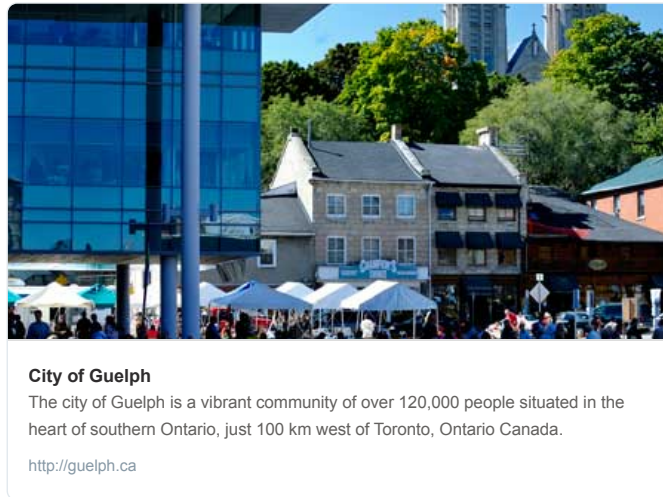 City of Guelph
The city of Guelph is a vibrant community of over 120,000 people situated in the
heart of southern Ontario, just 100 km west of Toronto, Ontario Canada.
http://guelph.ca